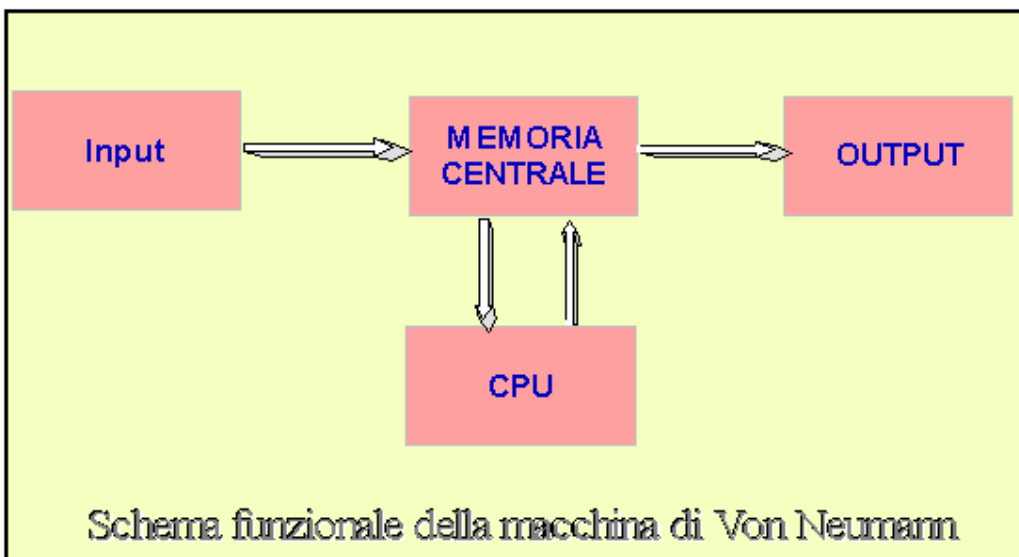 Input
MEMORIA
CENTRALE
OUTPUT
CPU
Schema funzionale della macchina di Von Neumann